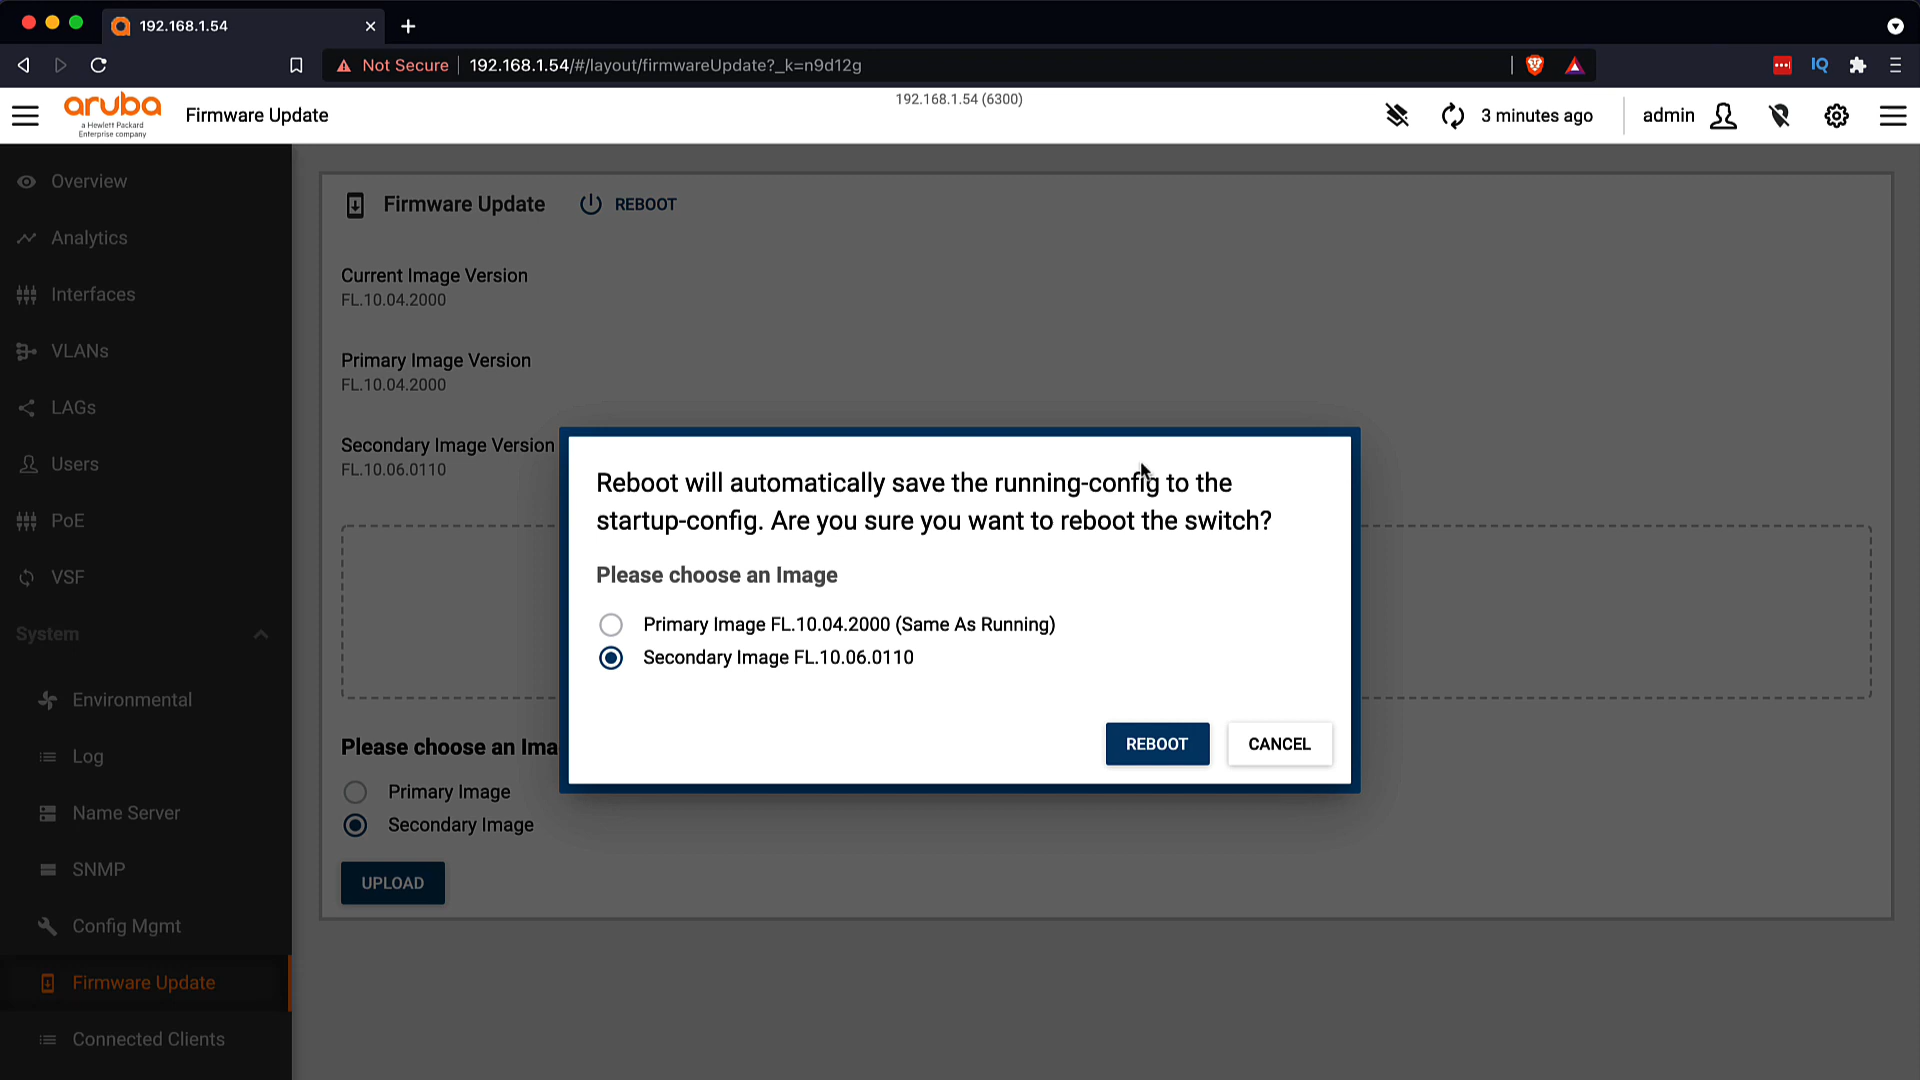 192.168.1.54
Not Secure
192.168.1.54/#/layout/firmwareUpdate?_k=n9d12g
IQ
aruba
a Hewlett Packard
Enterprise company
Firmware Update
192.168.1.54 (6300)
3 minutes ago
admin
Overview
Analytics
Interfaces
VLANs
LAGs
Users
PoE
VSF
System
Environmental
Log
Name Server
SNMP
Config Mgmt
Firmware Update
Connected Clients
Firmware Update
REBOOT
Current Image Version
FL.10.04.2000
Primary Image Version
FL.10.04.2000
Secondary Image Version
FL.10.06.0110
Please choose an Ima
Primary Image
Secondary Image
UPLOAD
Reboot will automatically save the running-config to the
startup-config. Are you sure you want to reboot the switch?
Please choose an Image
Primary Image FL.10.04.2000 (Same As Running)
Secondary Image FL.10.06.0110
REBOOT
CANCEL